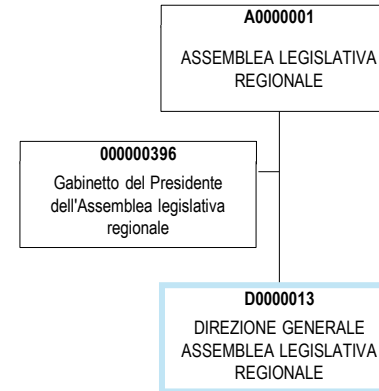 A0000001
ASSEMBLEA LEGISLATIVA
REGIONALE
000000396
Gabinetto del Presidente
dell'Assemblea legislativa
regionale
D0000013
DIREZIONE GENERALE
ASSEMBLEA LEGISLATIVA
REGIONALE